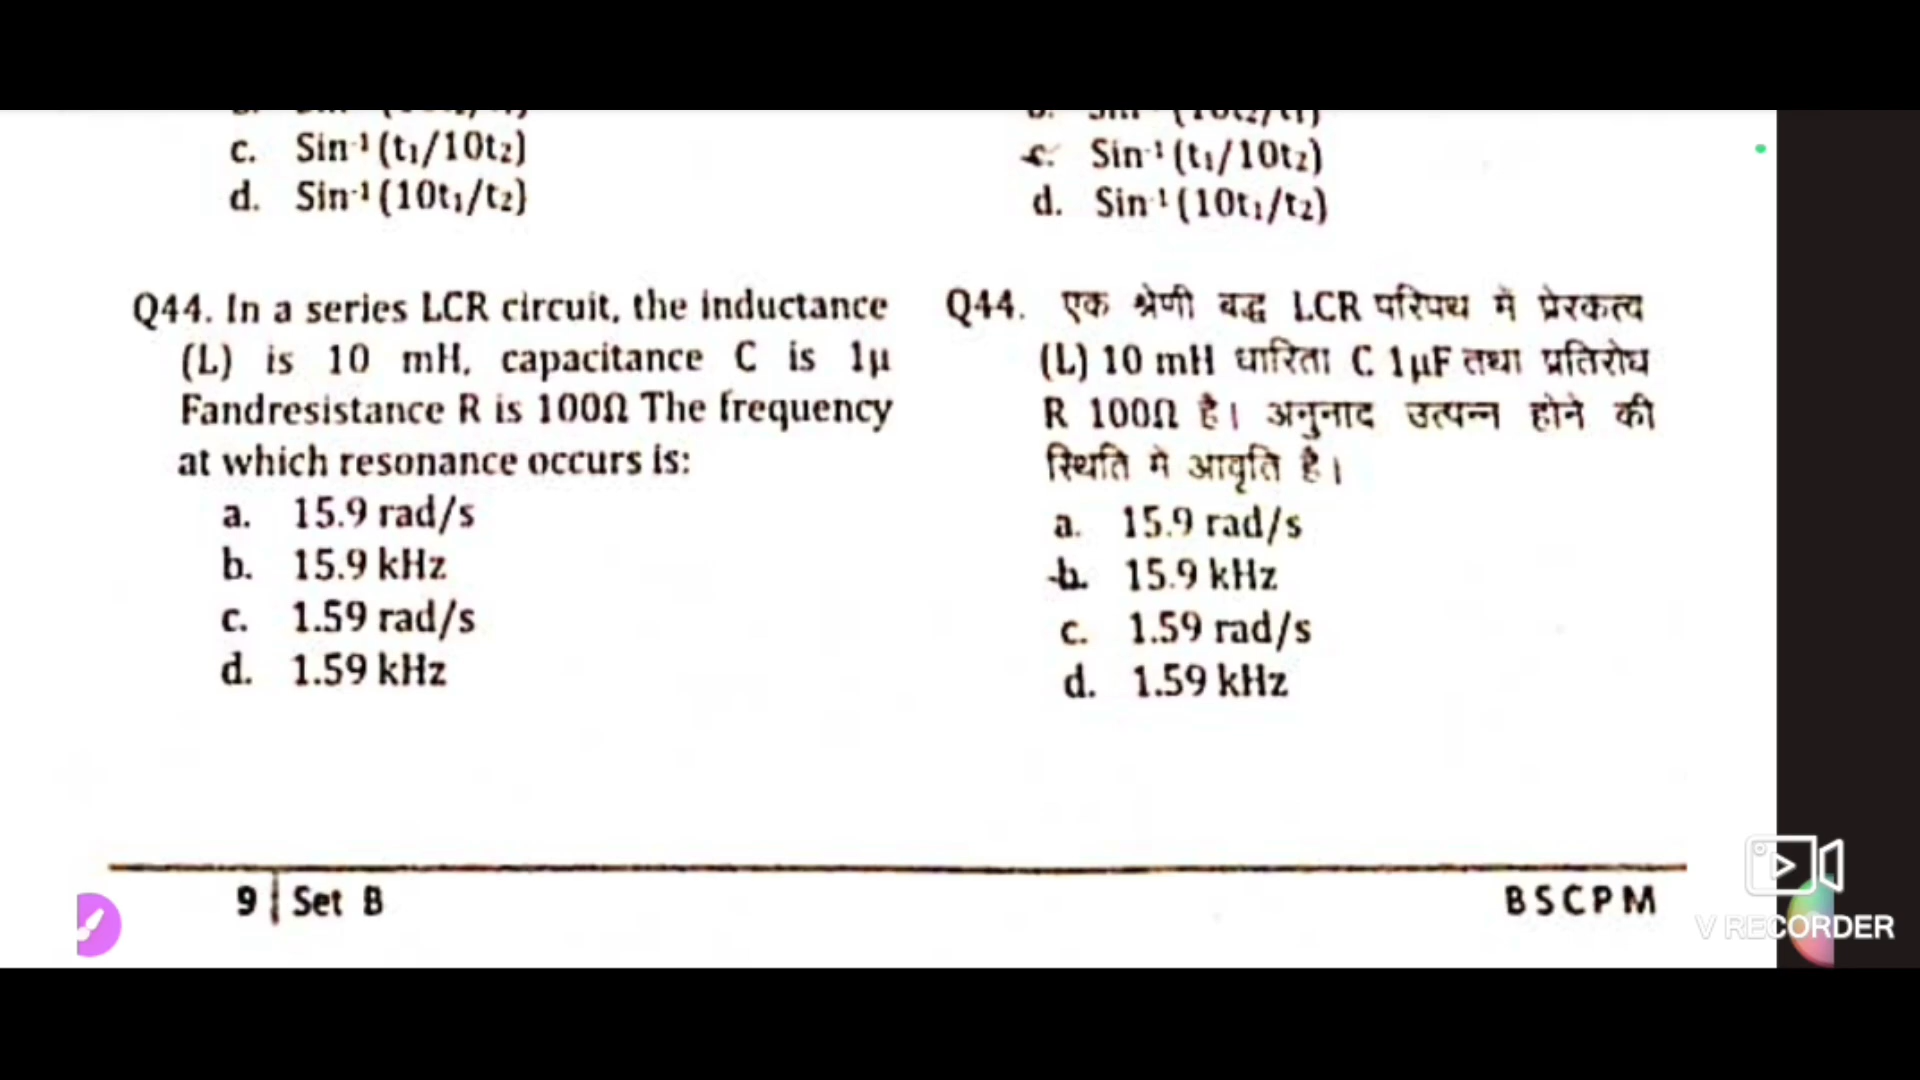 c. Sin⁻¹ (t₁/10t₂)
d. Sin⁻¹ (10t₁/t₂)
Q44. In a series LCR circuit, the inductance
(L) is 10 mH, capacitance C is 1μ
Fandresistance R is 100Ω The frequency
at which resonance occurs is:
a. 15.9 rad/s
b. 15.9 kHz
c. 1.59 rad/s
d. 1.59 kHz
c. Sin⁻¹ (t₁/10t₂)
d. Sin⁻¹ (10t₁/t₂)
Q44. एक श्रेणी बद्ध LCR परिपथ में प्रेरकत्व
(L) 10 mH धारिता C 1μF तथा प्रतिरोध
R 100Ω है। अनुनाद उत्पन्न होने की
स्थिति मे आवृति है।
a. 15.9 rad/s
b. 15.9 kHz
c. 1.59 rad/s
d. 1.59 kHz
9 | Set B
BSCPM
V RECORDER